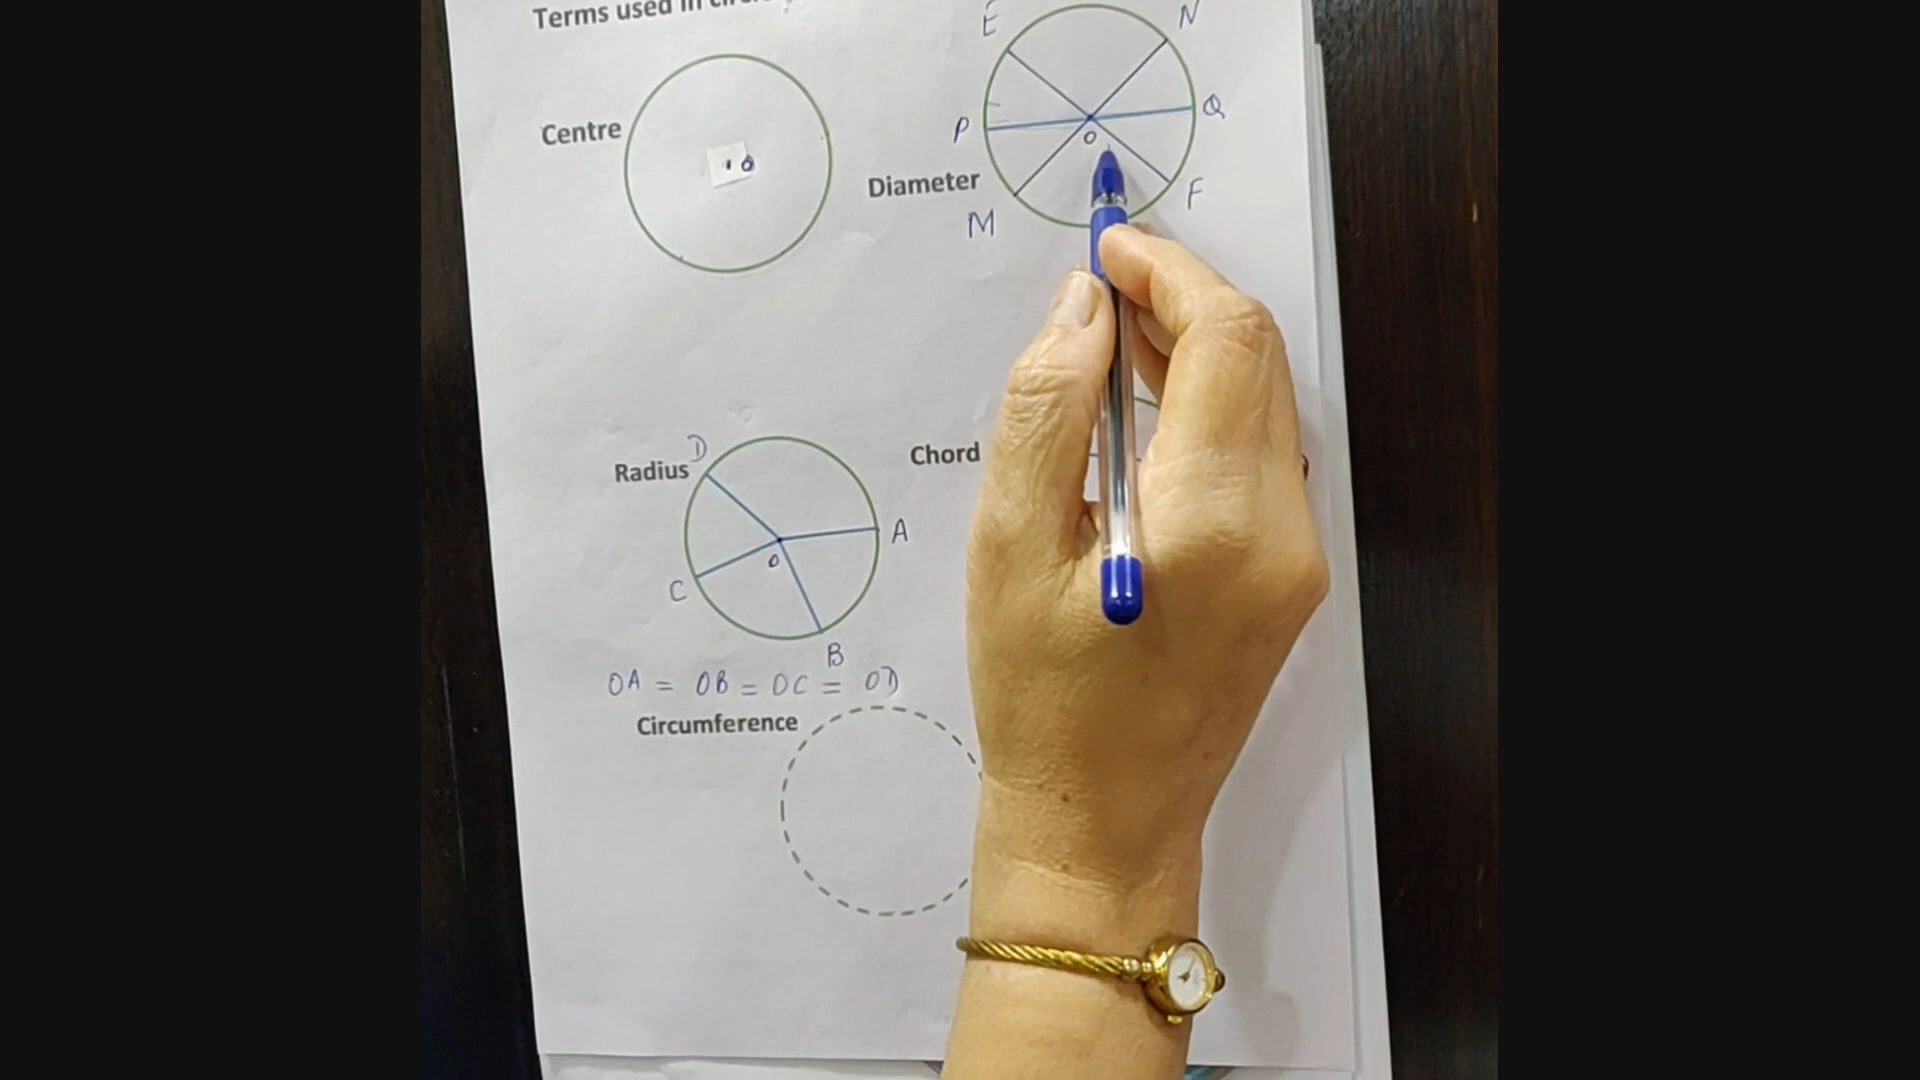 Terms used in
E
N
Centre
O
P
Q
O
Diameter
F
M
D
Radius
Chord
A
O
C
B
OA = OB = OC = OD
Circumference